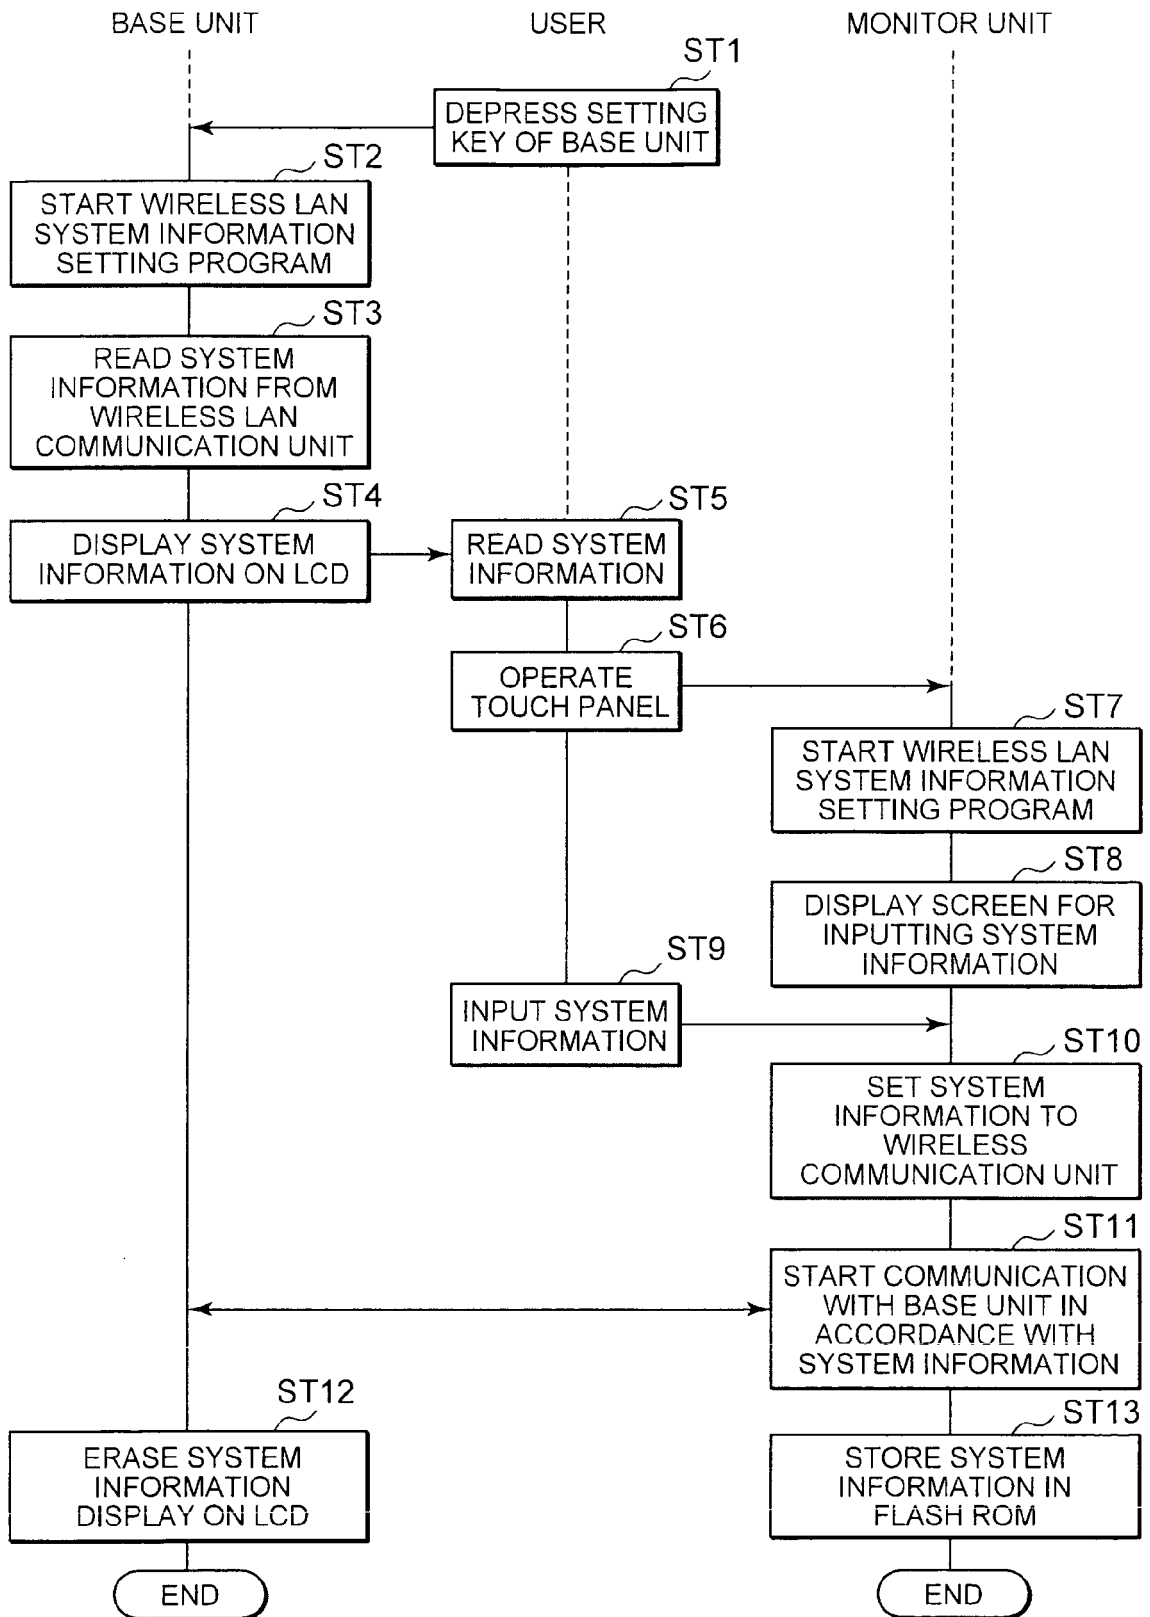 BASE UNIT
USER
MONITOR UNIT
ST1
DEPRESS SETTING
KEY OF BASE UNIT
ST2
START WIRELESS LAN
SYSTEM INFORMATION
SETTING PROGRAM
ST3
READ SYSTEM
INFORMATION FROM
WIRELESS LAN
COMMUNICATION UNIT
ST4
DISPLAY SYSTEM
INFORMATION ON LCD
ST5
READ SYSTEM
INFORMATION
ST6
OPERATE
TOUCH PANEL
ST7
START WIRELESS LAN
SYSTEM INFORMATION
SETTING PROGRAM
ST8
DISPLAY SCREEN FOR
INPUTTING SYSTEM
INFORMATION
ST9
INPUT SYSTEM
INFORMATION
ST10
SET SYSTEM
INFORMATION TO
WIRELESS
COMMUNICATION UNIT
ST11
START COMMUNICATION
WITH BASE UNIT IN
ACCORDANCE WITH
SYSTEM INFORMATION
ST12
ERASE SYSTEM
INFORMATION
DISPLAY ON LCD
ST13
STORE SYSTEM
INFORMATION IN
FLASH ROM
END
END